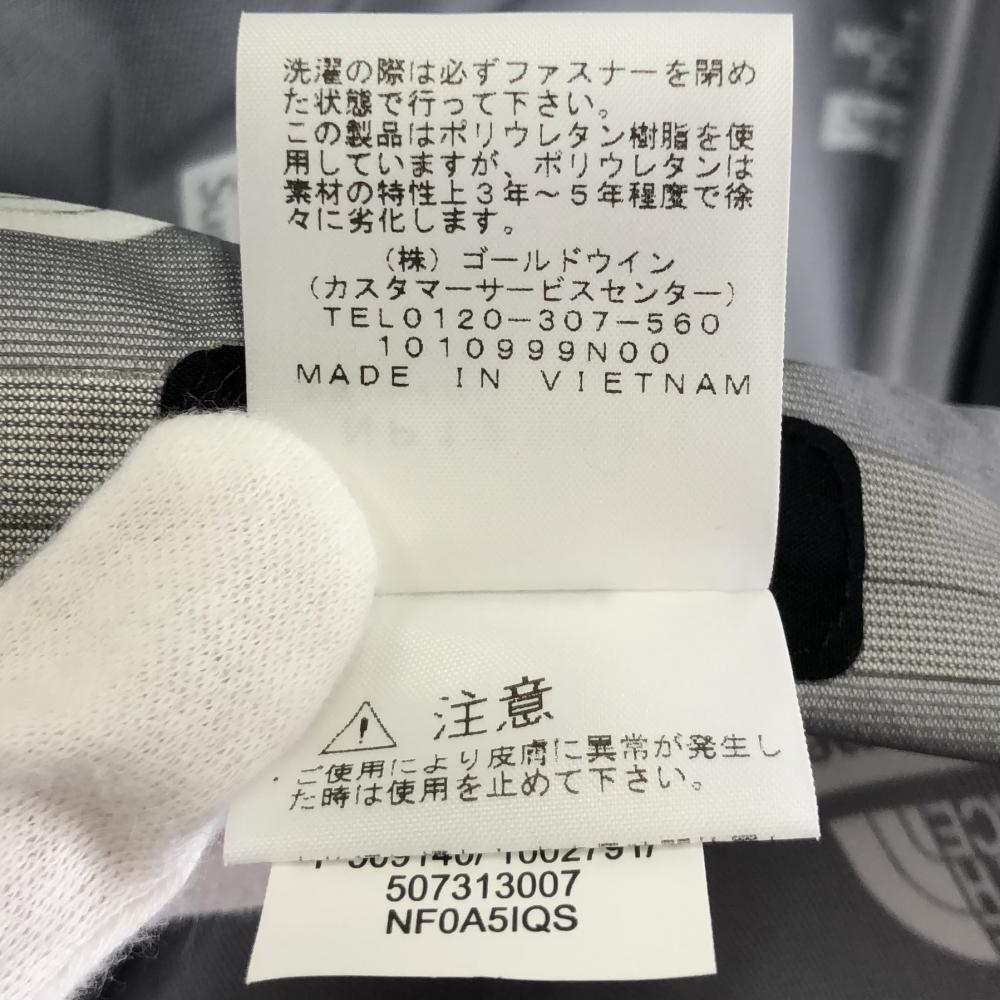 洗濯の際は必ずファスナーを閉め
た状態で行って下さい。
この製品はポリウレタン樹脂を使
用していますが、ポリウレタンは
素材の特性上3年～5年程度で徐
々に劣化します。
(株)ゴールドウイン
(カスタマーサービスセンター)
TEL0120-307-560
1010999N00
MADE IN VIETNAM
注意
・ご使用により皮膚に異常が発生し
た時は使用を止めて下さい。
507313007
NF0A5IQS